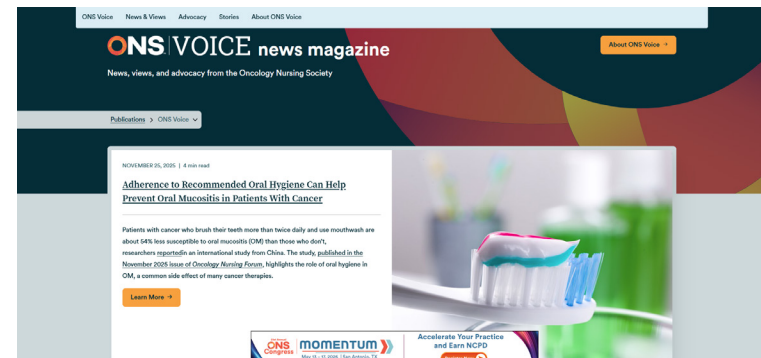 ONS Voice News & Views Advocacy Stories About ONS Voice
ONS VOICE news magazine
About ONS Voice →
News, views, and advocacy from the Oncology Nursing Society
Publications > ONS Voice
NOVEMBER 25, 2025 | 4 min read
Adherence to Recommended Oral Hygiene Can Help
Prevent Oral Mucositis in Patients With Cancer
Patients with cancer who brush their teeth more than twice daily and use mouthwash are
about 54% less susceptible to oral mucositis (OM) than those who don't,
researchers reportedin an international study from China. The study, published in the
November 2025 issue of Oncology Nursing Forum, highlights the role of oral hygiene in
OM, a common side effect of many cancer therapies.
Learn More →
ONS
Congress
MOMENTUM
San Antonio, TX
Accelerate Your Practice
and Earn NCPD